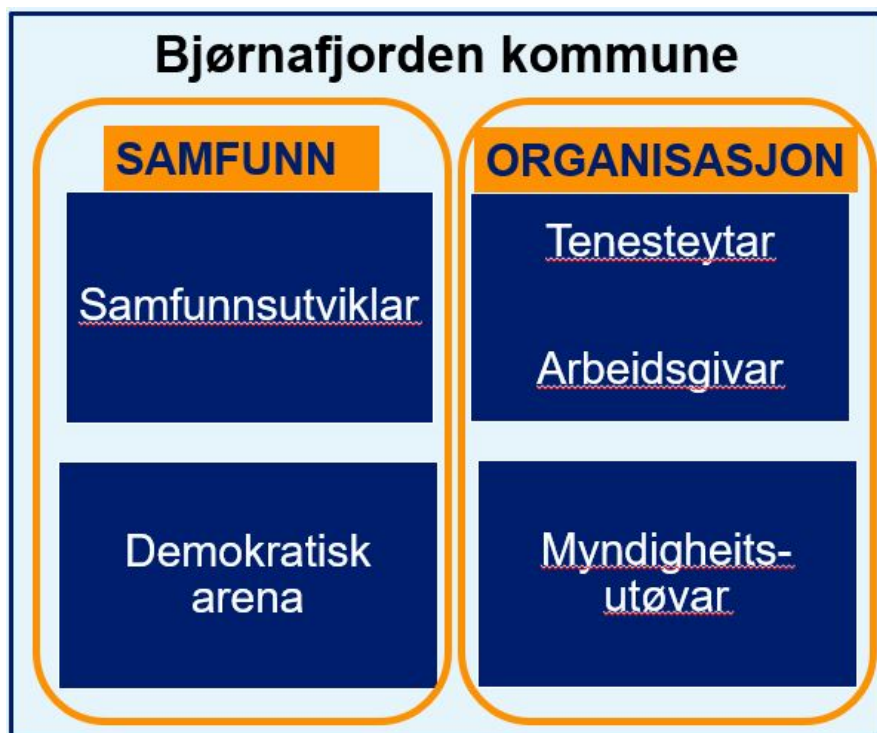 Bjørnafjorden kommune
SAMFUNN
Samfunnsutviklar
Demokratisk
arena
ORGANISASJON
Tenesteytar
Arbeidsgivar
Myndigheits-
utøvar